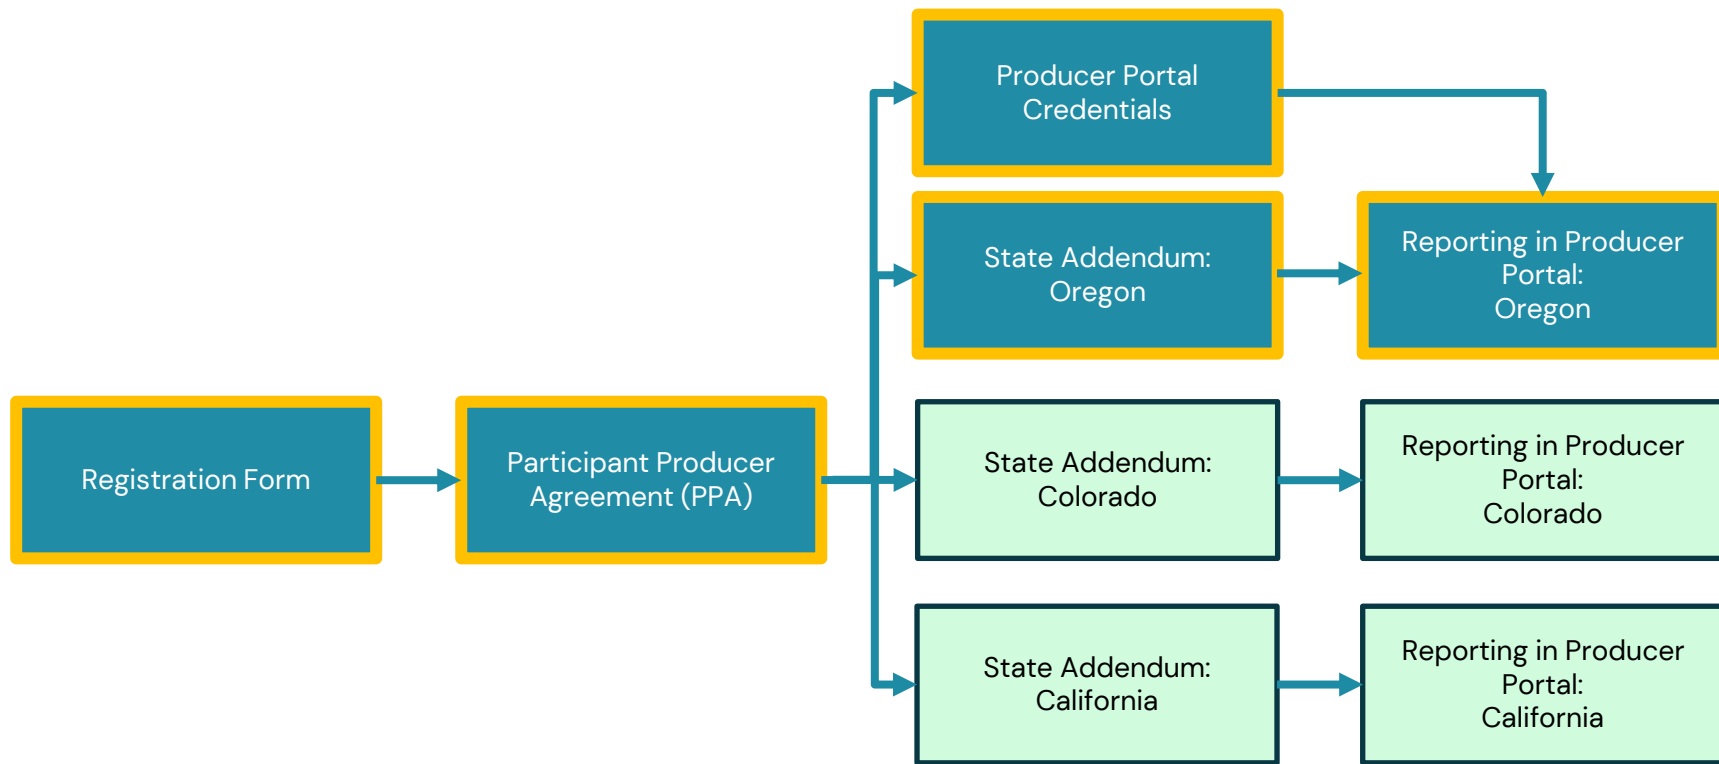 Producer Portal
Credentials
State Addendum:
Oregon
Reporting in Producer
Portal:
Oregon
Registration Form
Participant Producer
Agreement (PPA)
State Addendum:
Colorado
Reporting in Producer
Portal:
Colorado
State Addendum:
California
Reporting in Producer
Portal:
California